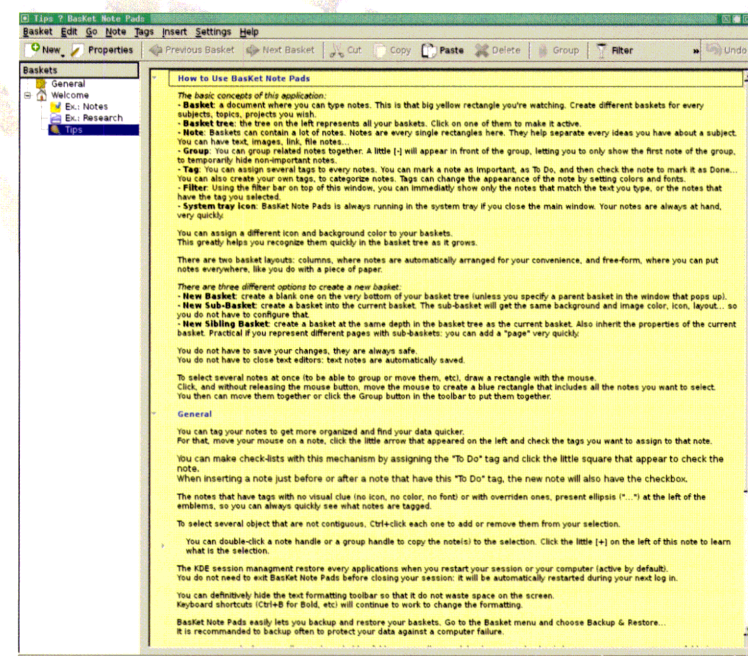 Tips ? BasKet Note Pads
Basket Edit Go Note Tags Insert Settings Help
New Properties Previous Basket Next Basket Cut Copy Paste Delete Group Filter » Undo
Baskets
General
Welcome
Ex.: Notes
Ex.: Research
Tips
How to Use BasKet Note Pads
The basic concepts of this application:
- Basket: a document where you can type notes. This is that big yellow rectangle you're watching. Create different baskets for every
subjects, topics, projects you wish.
- Basket tree: the tree on the left represents all your baskets. Click on one of them to make it active.
- Note: Baskets can contain a lot of notes. Notes are every single rectangles here. They help separate every ideas you have about a subject.
You can have text, images, link, file notes...
- Group: You can group related notes together. A little [-] will appear in front of the group, letting you to only show the first note of the group,
to temporarily hide non-important notes.
- Tag: You can assign several tags to every notes. You can mark a note as Important, as To Do, and then check the note to mark it as Done...
You can also create your own tags, to categorize notes. Tags can change the appearance of the note by setting colors and fonts.
- Filter: Using the filter bar on top of this window, you can immediatly show only the notes that match the text you type, or the notes that
have the tag you selected.
- System tray icon: BasKet Note Pads is always running in the system tray if you close the main window. Your notes are always at hand,
very quickly.
You can assign a different icon and background color to your baskets.
This greatly helps you recognize them quickly in the basket tree as it grows.
There are two basket layouts: columns, where notes are automatically arranged for your convenience, and free-form, where you can put
notes everywhere, like you do with a piece of paper.
There are three different options to create a new basket:
- New Basket: create a blank one on the very bottom of your basket tree (unless you specify a parent basket in the window that pops up).
- New Sub-Basket: create a basket into the current basket. The sub-basket will get the same background and image color, icon, layout... so
you do not have to configure that.
- New Sibling Basket: create a basket at the same depth in the basket tree as the current basket. Also inherit the properties of the current
basket. Practical if you represent different pages with sub-baskets: you can add a "page" very quickly.
You do not have to save your changes, they are always safe.
You do not have to close text editors: text notes are automatically saved.
To select several notes at once (to be able to group or move them, etc), draw a rectangle with the mouse.
Click, and without releasing the mouse button, move the mouse to create a blue rectangle that includes all the notes you want to select.
You then can move them together or click the Group button in the toolbar to put them together.
General
You can tag your notes to get more organized and find your data quicker.
For that, move your mouse on a note, click the little arrow that appeared on the left and check the tags you want to assign to that note.
You can make check-lists with this mechanism by assigning the "To Do" tag and click the little square that appear to check the
note.
When inserting a note just before or after a note that have this "To Do" tag, the new note will also have the checkbox.
The notes that have tags with no visual clue (no icon, no color, no font) or with overriden ones, present ellipsis ("...") at the left of the
emblems, so you can always quickly see what notes are tagged.
To select several object that are not contiguous, Ctrl+click each one to add or remove them from your selection.
You can double-click a note handle or a group handle to copy the note(s) to the selection. Click the little [+] on the left of this note to learn
what is the selection.
The KDE session managment restore every applications when you restart your session or your computer (active by default).
You do not need to exit BasKet Note Pads before closing your session: it will be automatically restarted during your next log in.
You can definitively hide the text formatting toolbar so that it do not waste space on the screen.
Keyboard shortcuts (Ctrl+B for Bold, etc) will continue to work to change the formatting.
BasKet Note Pads easily lets you backup and restore your baskets. Go to the Basket menu and choose Backup & Restore...
It is recommanded to backup often to protect your data against a computer failure.